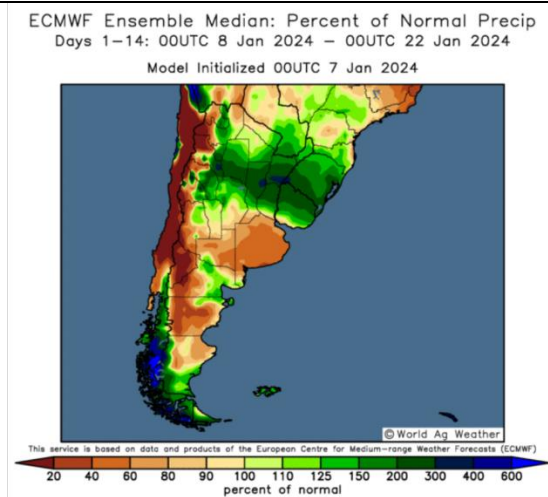 ECMWF Ensemble Median: Percent of Normal Precip
Days 1–14: 00UTC 8 Jan 2024 – 00UTC 22 Jan 2024
Model Initialized 00UTC 7 Jan 2024
©World Ag Weather
This service is based on data and products of the European Centre for Medium-range Weather Forecasts (ECMWF)
20 40 60 80 90 100 110 125 150 200 300 400 600
percent of normal